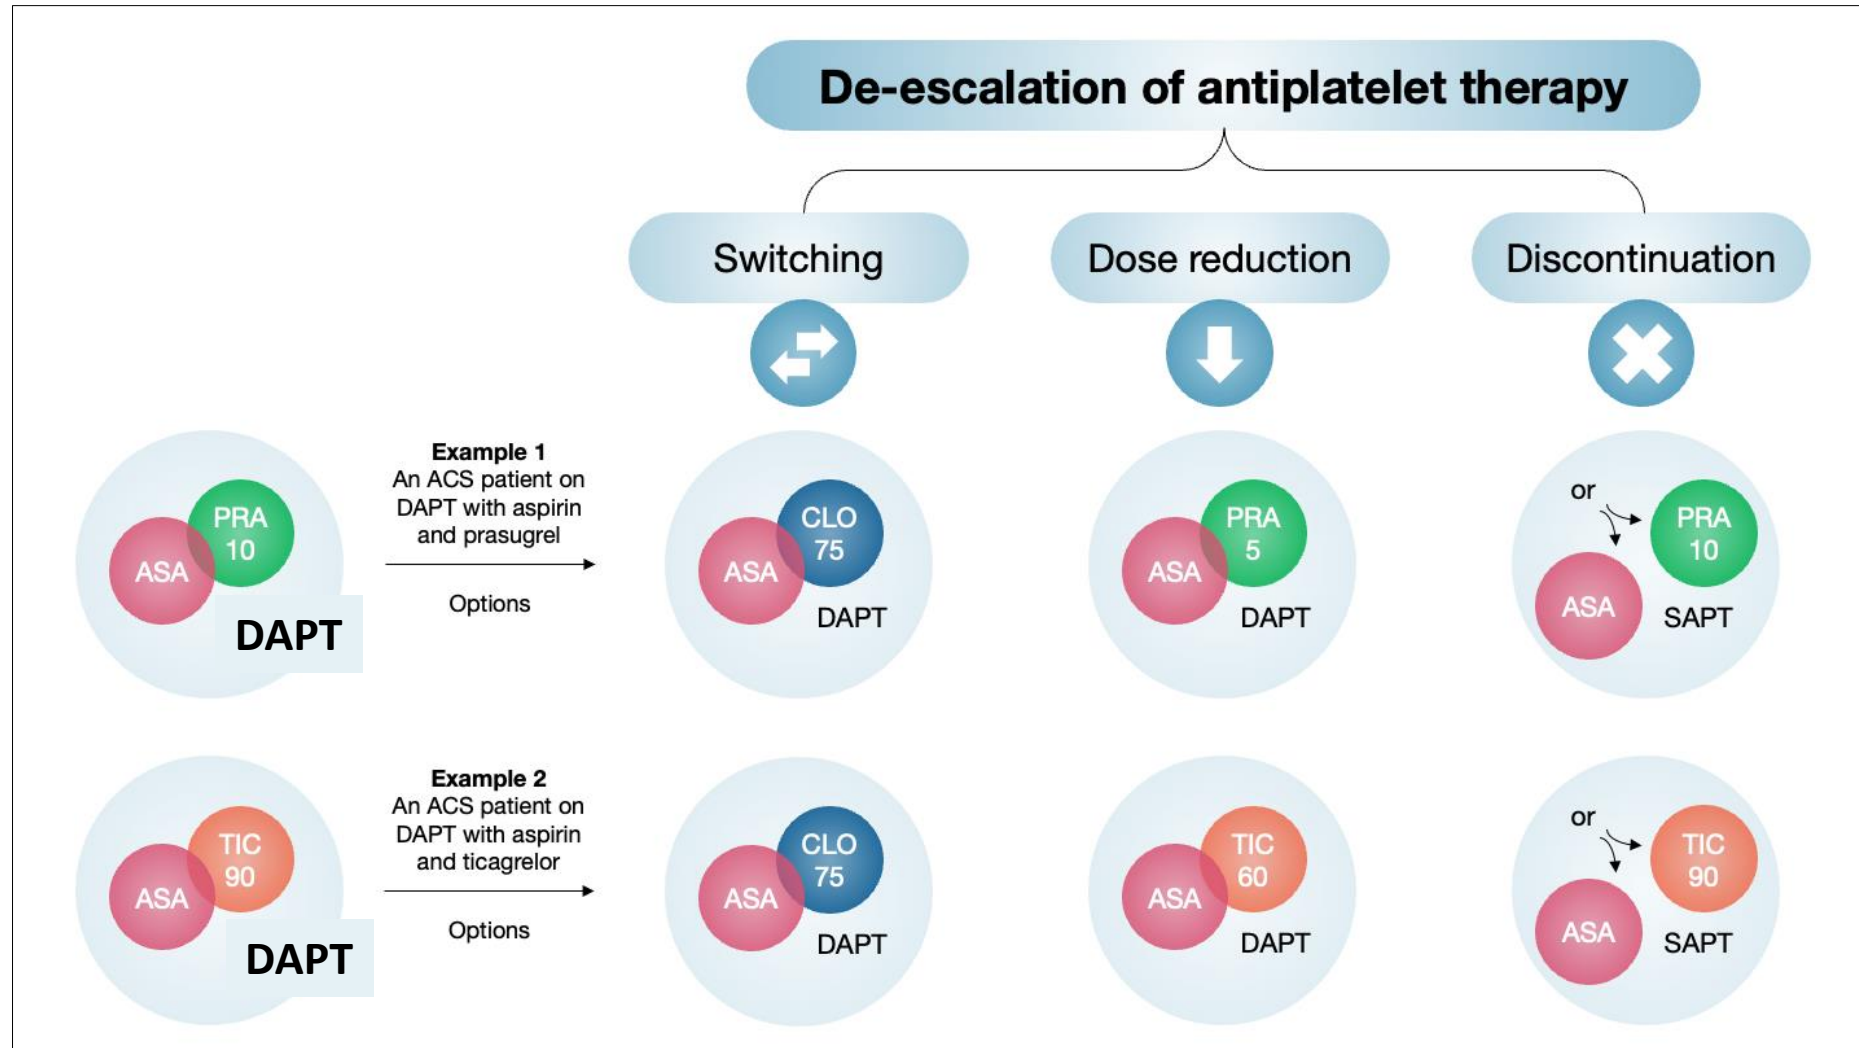 De-escalation of antiplatelet therapy
Switching
Dose reduction
Discontinuation
ASA
PRA
10
DAPT
Example 1
An ACS patient on
DAPT with aspirin
and prasugrel
Options
ASA
CLO
75
DAPT
ASA
PRA
5
DAPT
or
PRA
10
ASA
SAPT
ASA
TIC
90
DAPT
Example 2
An ACS patient on
DAPT with aspirin
and ticagrelor
Options
ASA
CLO
75
DAPT
ASA
TIC
60
DAPT
or
TIC
90
ASA
SAPT